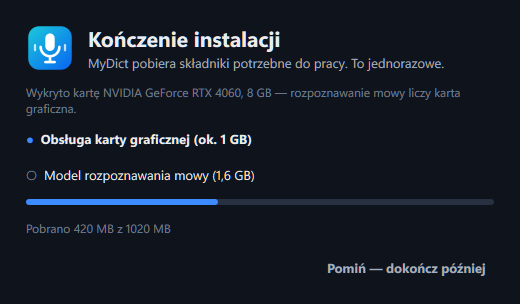 Kończenie instalacji
MyDict pobiera składniki potrzebne do pracy. To jednorazowe.
Wykryto kartę NVIDIA GeForce RTX 4060, 8 GB — rozpoznawanie mowy liczy karta
graficzna.
Obsługa karty graficznej (ok. 1 GB)
Model rozpoznawania mowy (1,6 GB)
Pobrano 420 MB z 1020 MB
Pomiń — dokończ później